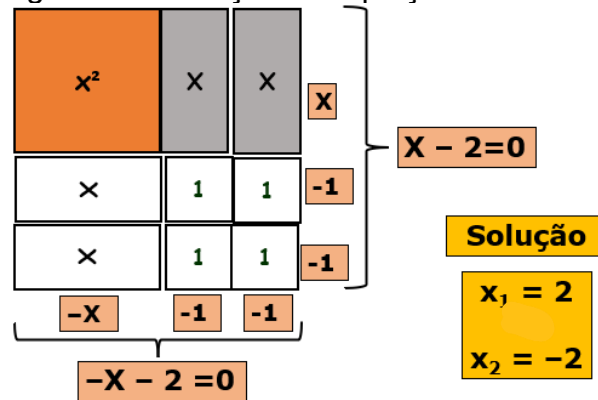 x² X X X
X – 2=0
X 1 1 -1
Solução
X 1 1 -1
x₁ = 2
–X -1 -1
x₂ = –2
–X – 2 =0